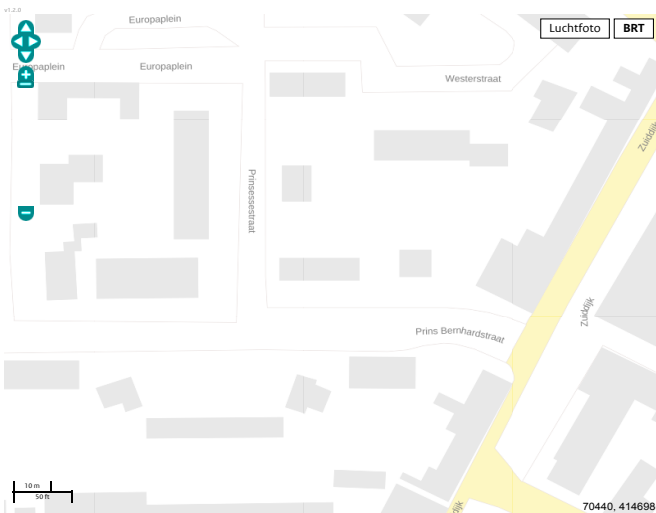 v1.2.0
Europaplein
Luchtfoto
BRT
Europaplein
Europaplein
Westerstraat
Zuiddijk
Prinsessestraat
Zuiddijk
Prins Bernhardstraat
10 m
50 ft
dijk
70440, 414698